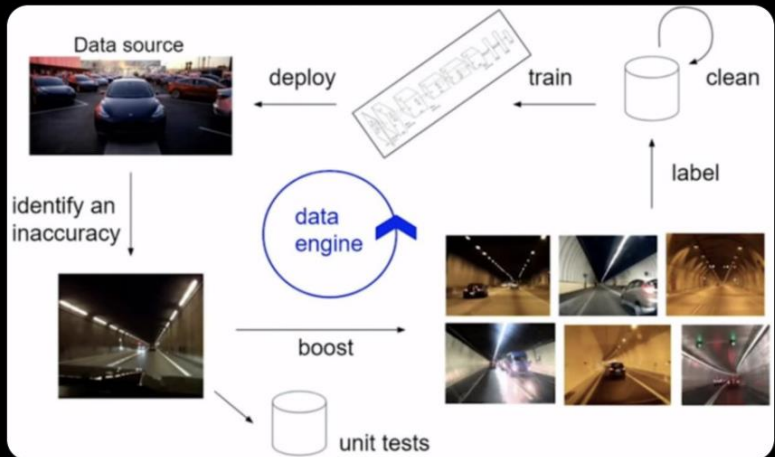 Data source
deploy
train
clean
label
identify an
inaccuracy
data
engine
boost
unit tests